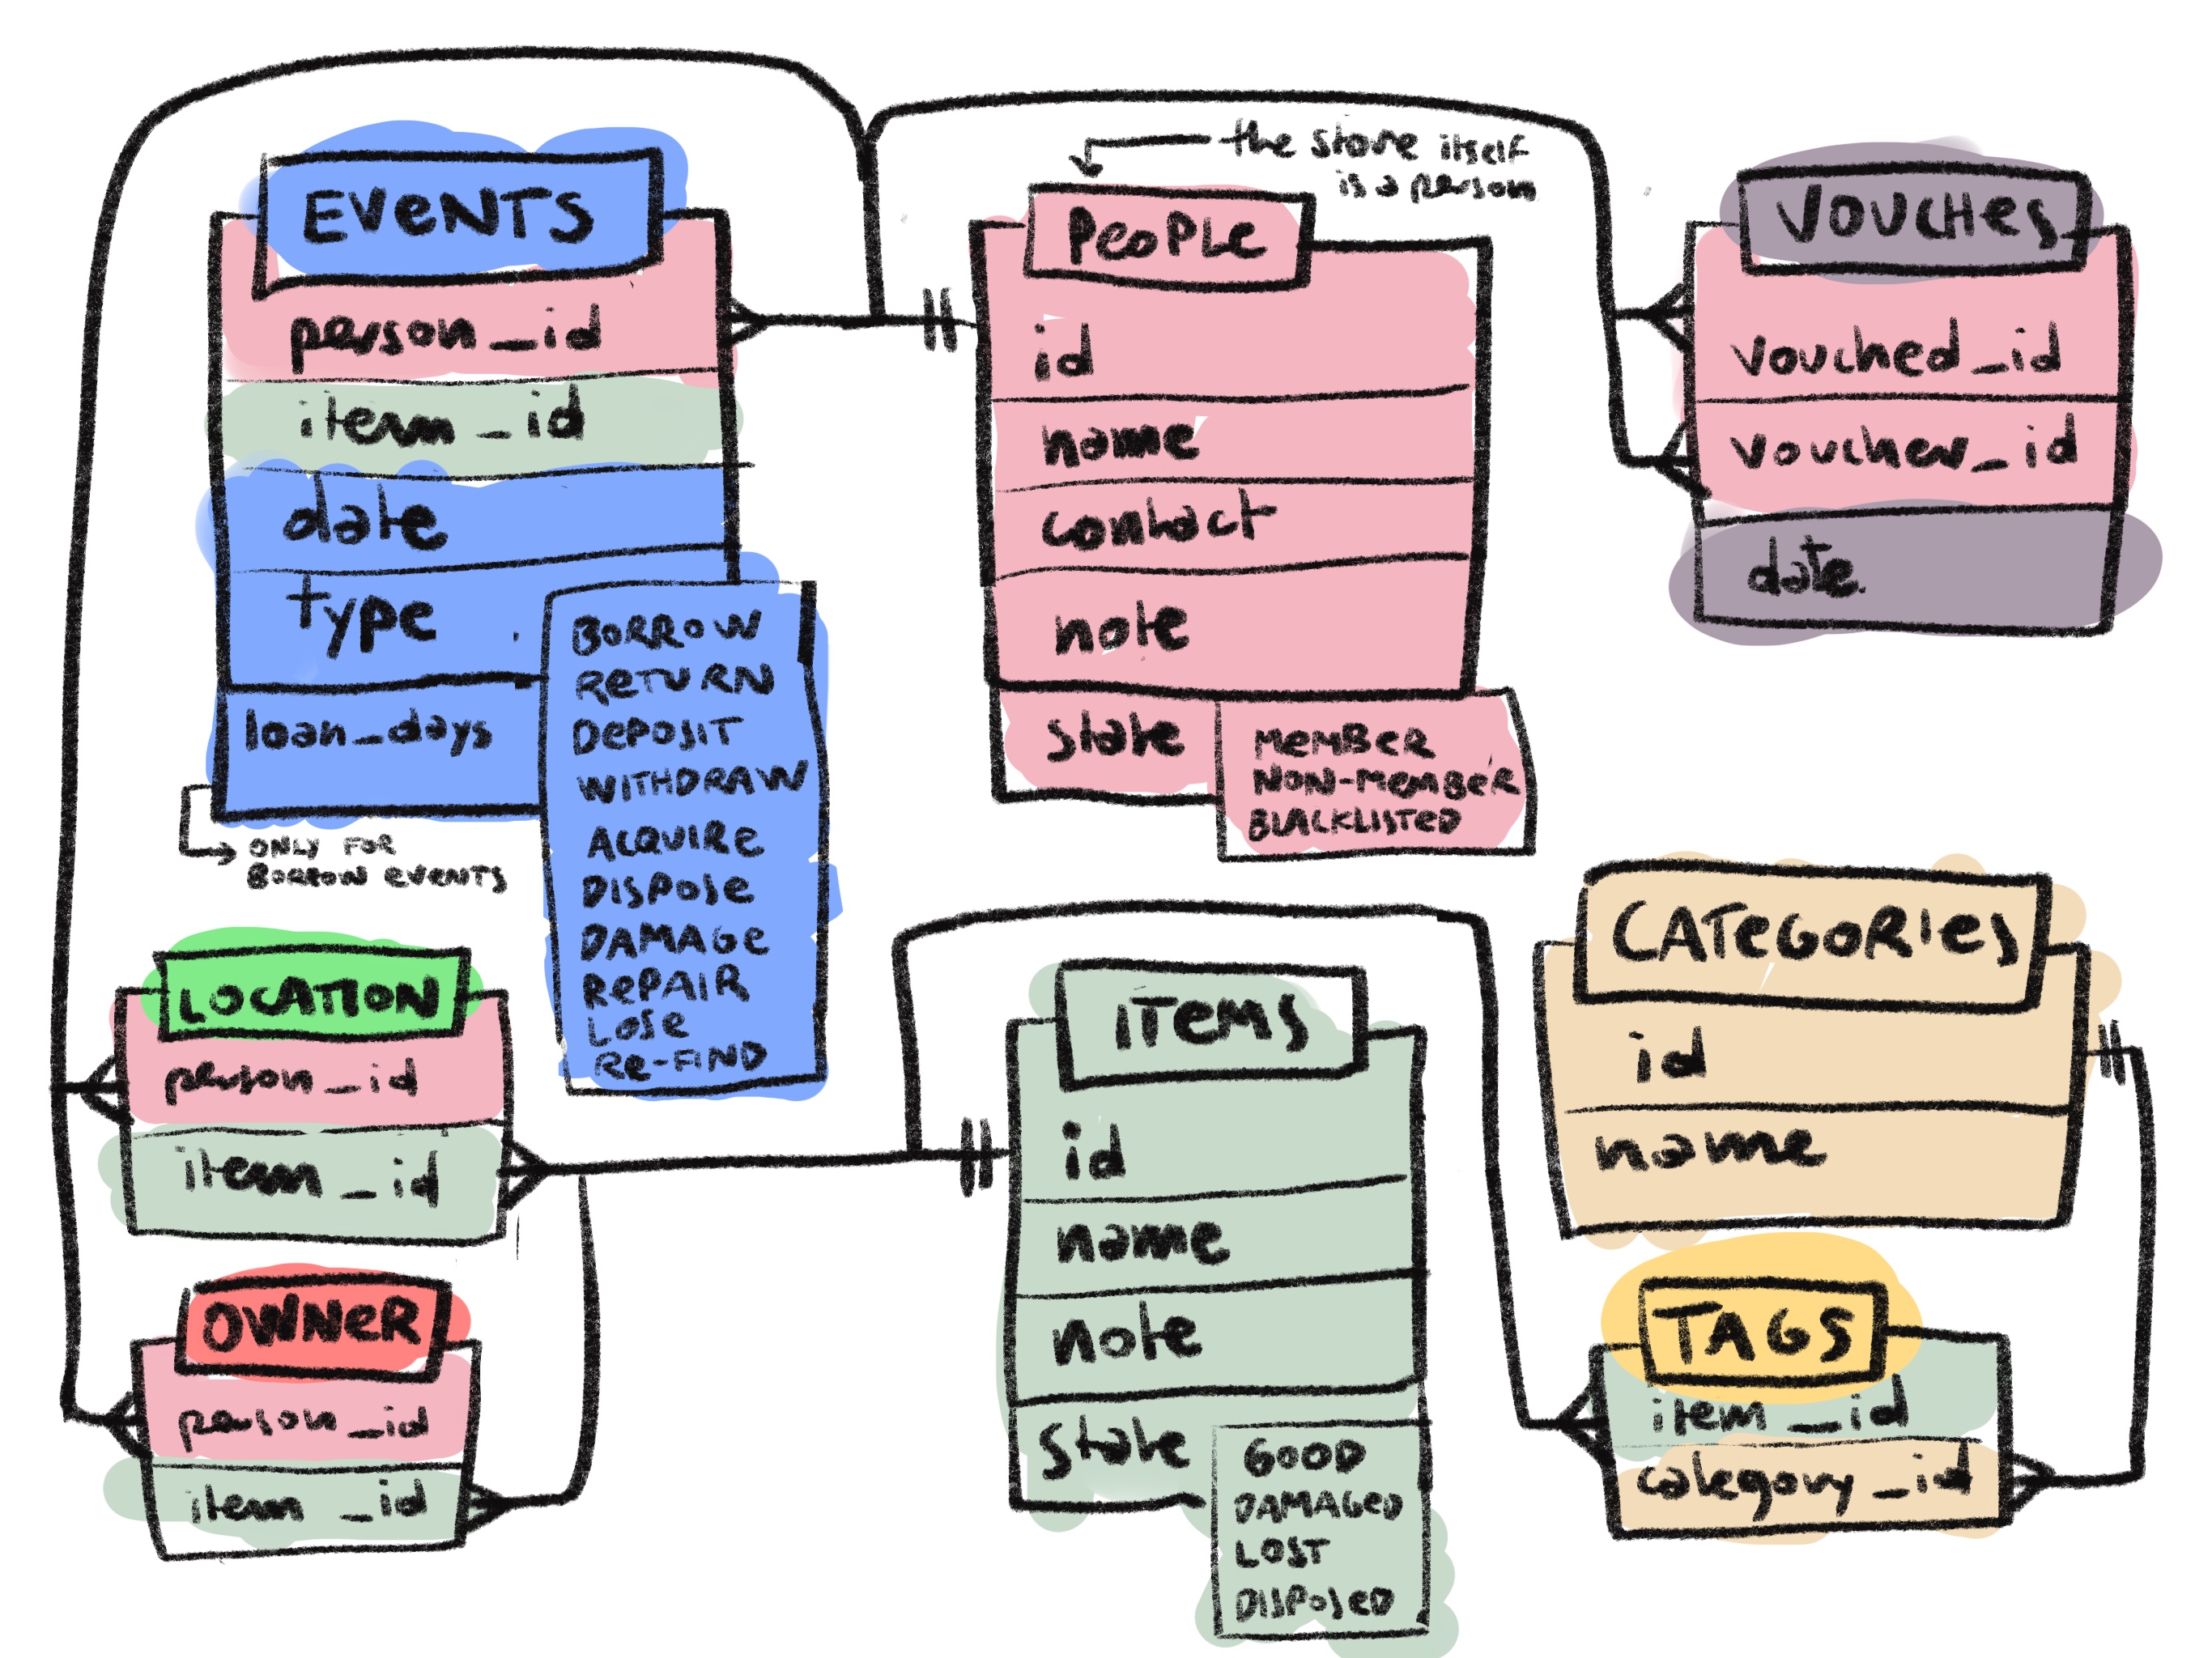 EVENTS
person_id
item_id
date
type
BORROW
RETURN
DEPOSIT
WITHDRAW
ACQUIRE
DISPOSE
DAMAGE
REPAIR
LOSE
RE-FIND
loan_days
ONLY FOR
BORROW EVENTS
the store itself
is a person
PEOPLE
id
name
contact
note
state
MEMBER
NON-MEMBER
BLACKLISTED
VOUCHES
vouched_id
voucher_id
date
LOCATION
person_id
item_id
OWNER
person_id
item_id
ITEMS
id
name
note
state
GOOD
DAMAGED
LOST
DISPOSED
CATEGORIES
id
name
TAGS
item_id
category_id